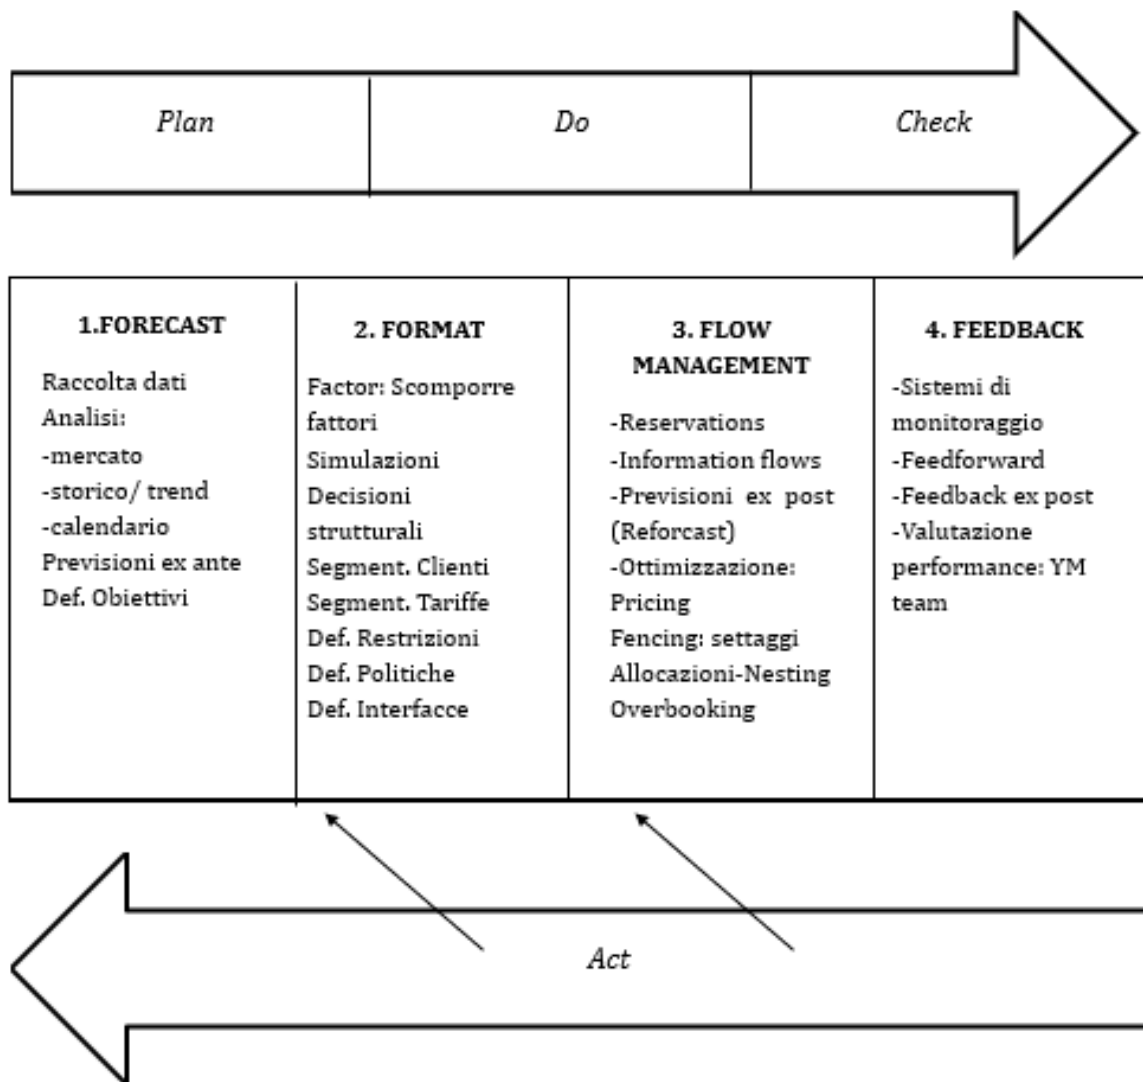 Plan
Do
Check
1.FORECAST
Raccolta dati
Analisi:
-mercato
-storico/ trend
-calendario
Previsioni ex ante
Def. Obiettivi
2. FORMAT
Factor: Scomporre
fattori
Simulazioni
Decisioni
strutturali
Segment. Clienti
Segment. Tariffe
Def. Restrizioni
Def. Politiche
Def. Interfacce
3. FLOW
MANAGEMENT
-Reservations
-Information flows
-Previsioni ex post
(Reforcast)
-Ottimizzazione:
Pricing
Fencing: settaggi
Allocazioni-Nesting
Overbooking
4. FEEDBACK
-Sistemi di
monitoraggio
-Feedforward
-Feedback ex post
-Valutazione
performance: YM
team
Act